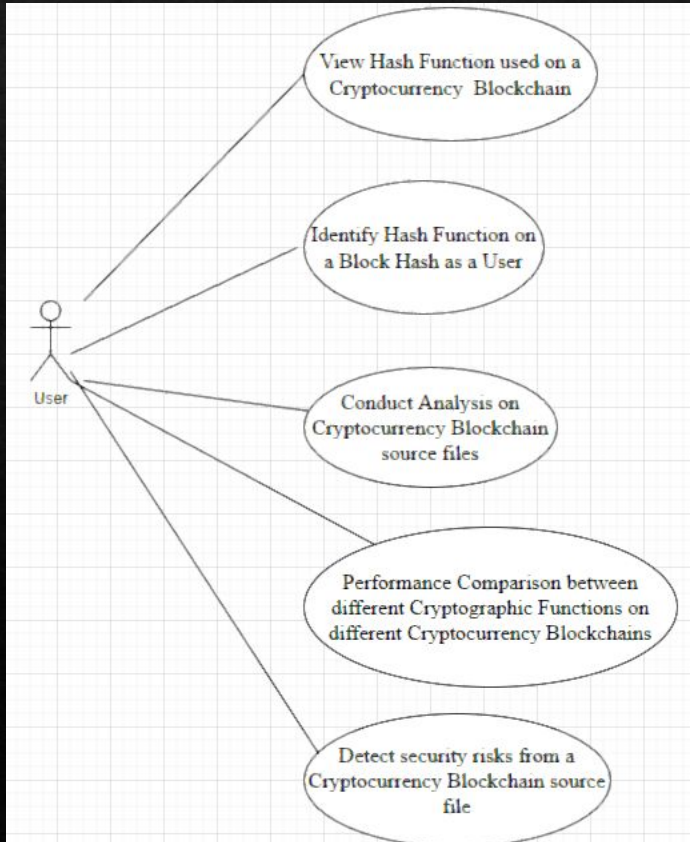 View Hash Function used on a
Cryptocurrency Blockchain
Identify Hash Function on
a Block Hash as a User
User
Conduct Analysis on
Cryptocurrency Blockchain
source files
Performance Comparison between
different Cryptographic Functions on
different Cryptocurrency Blockchains
Detect security risks from a
Cryptocurrency Blockchain source
file